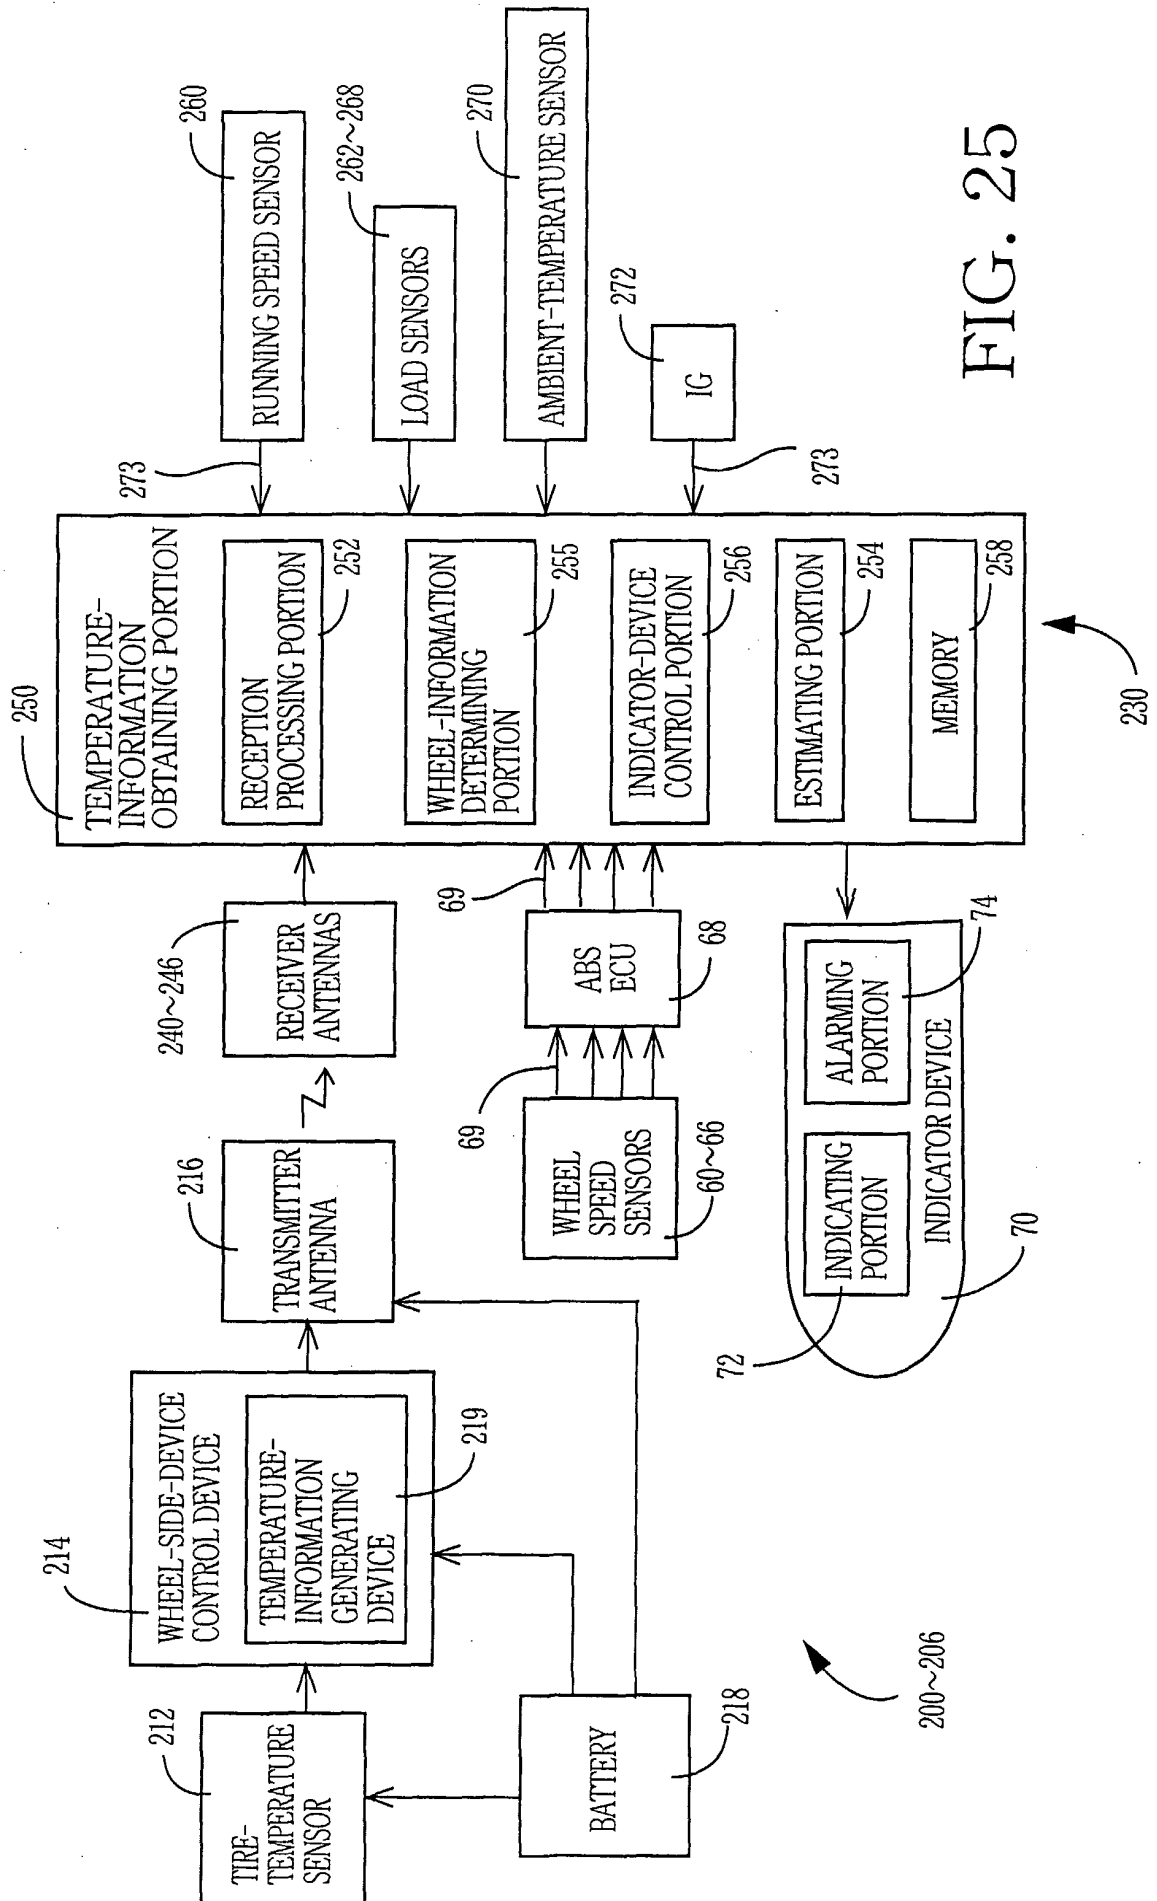 200~206
212
TIRE-
TEMPERATURE
SENSOR
214
WHEEL-SIDE-DEVICE
CONTROL DEVICE
TEMPERATURE-
INFORMATION
GENERATING
DEVICE
219
BATTERY
218
216
TRANSMITTER
ANTENNA
240~246
RECEIVER
ANTENNAS
WHEEL
SPEED
SENSORS
60~66
69
ABS
ECU
68
69
72
INDICATING
PORTION
ALARMING
PORTION
74
INDICATOR DEVICE
70
250
TEMPERATURE-
INFORMATION
OBTAINING PORTION
RECEPTION
PROCESSING PORTION
252
WHEEL-INFORMATION
DETERMINING
PORTION
255
INDICATOR-DEVICE
CONTROL PORTION
256
ESTIMATING PORTION
254
MEMORY
258
230
273
RUNNING SPEED SENSOR
260
LOAD SENSORS
262~268
AMBIENT-TEMPERATURE SENSOR
270
IG
272
273
FIG. 25